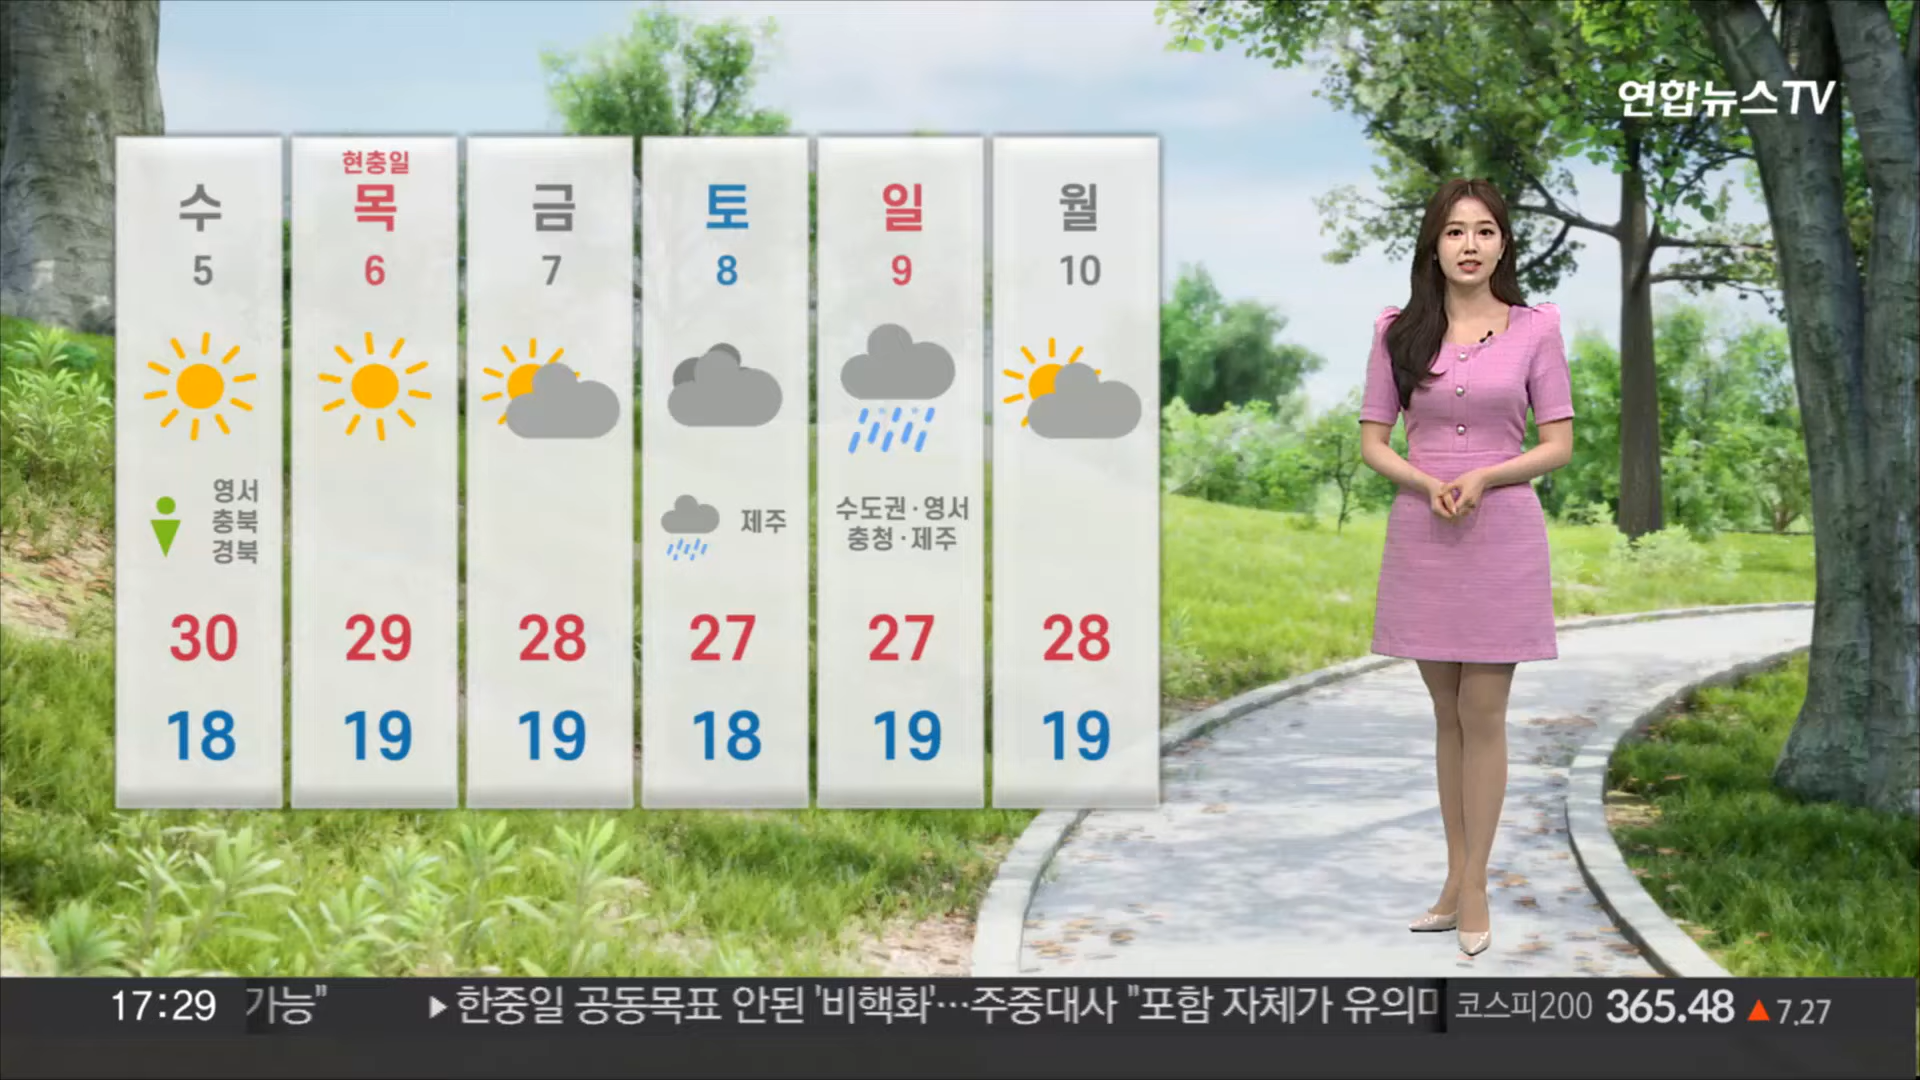 연합뉴스TV
수
5
영서
충북
경북
30
18
현충일
목
6
29
19
금
7
28
19
토
8
제주
27
18
일
9
수도권·영서
충청·제주
27
19
월
10
28
19
17:29 가능" ▶한중일 공동목표 안된 '비핵화'…주중대사 "포함 자체가 유의 코스피200 365.48 ▲7.27